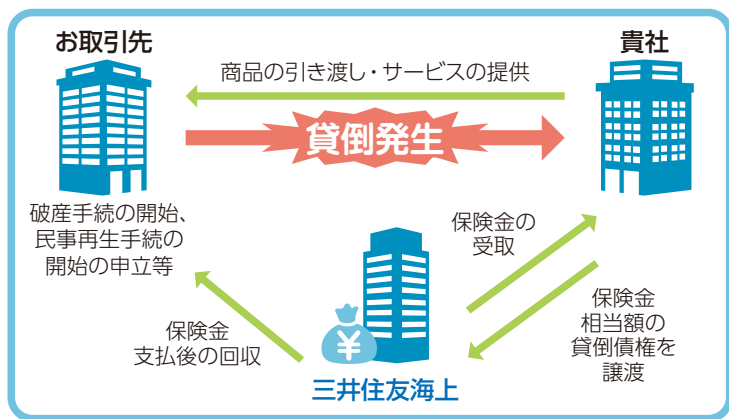 お取引先
貴社
商品の引き渡し・サービスの提供
貸倒発生
破産手続の開始、
民事再生手続の
開始の申立等
保険金の
受取
保険金
相当額の
貸倒債権を
譲渡
保険金
支払後の回収
¥
三井住友海上